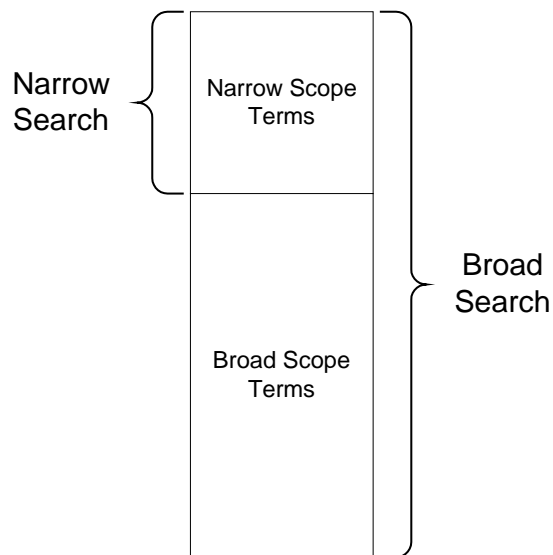 Narrow
Search
Narrow Scope
Terms
Broad
Search
Broad Scope
Terms